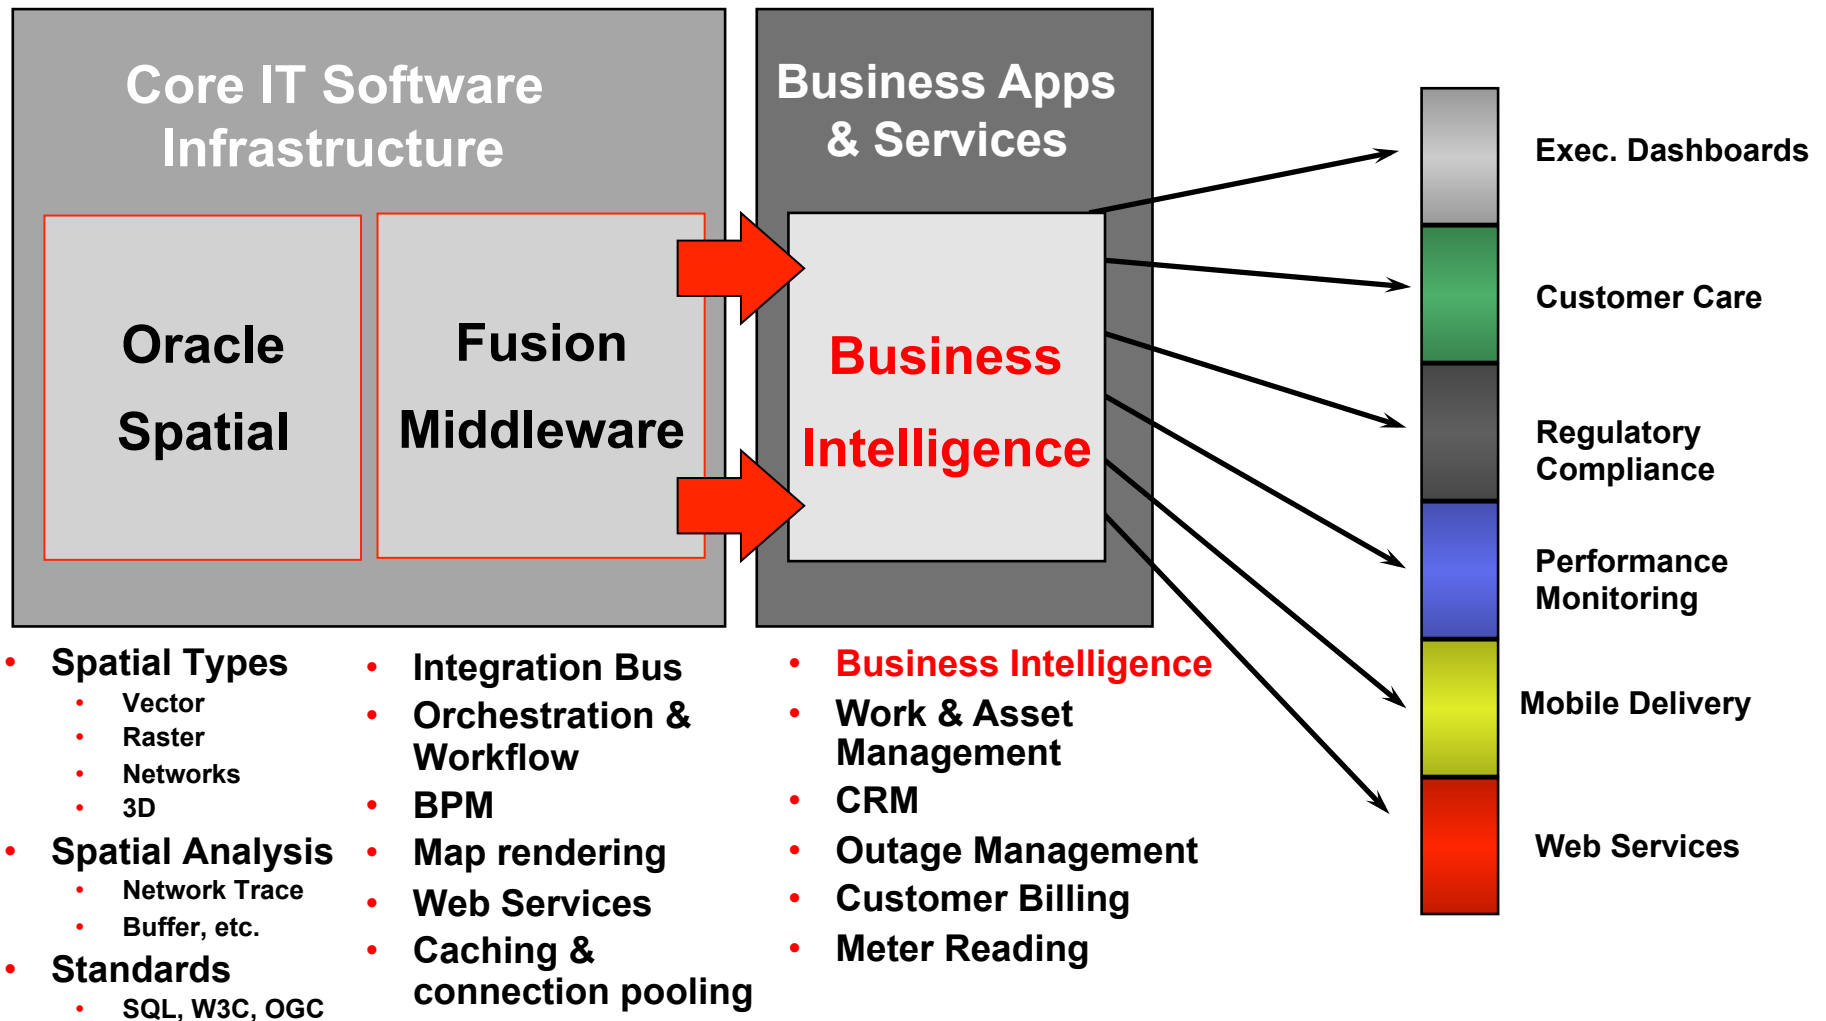 Core IT Software
Infrastructure
Business Apps
& Services
Oracle
Spatial
Fusion
Middleware
Business
Intelligence
Exec. Dashboards
Customer Care
Regulatory
Compliance
Performance
Monitoring
Mobile Delivery
Web Services
• Spatial Types
• Vector
• Raster
• Networks
• 3D
• Spatial Analysis
• Network Trace
• Buffer, etc.
• Standards
• SQL, W3C, OGC
• Integration Bus
• Orchestration &
Workflow
• BPM
• Map rendering
• Web Services
• Caching &
connection pooling
• Business Intelligence
• Work & Asset
Management
• CRM
• Outage Management
• Customer Billing
• Meter Reading